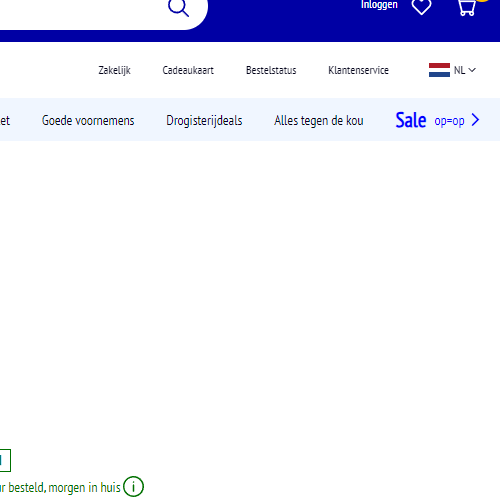 Inloggen
Zakelijk Cadeaukaart Bestelstatus Klantenservice NL
Goede voornemens Drogisterijdeals Alles tegen de kou Sale op=op
besteld, morgen in huis